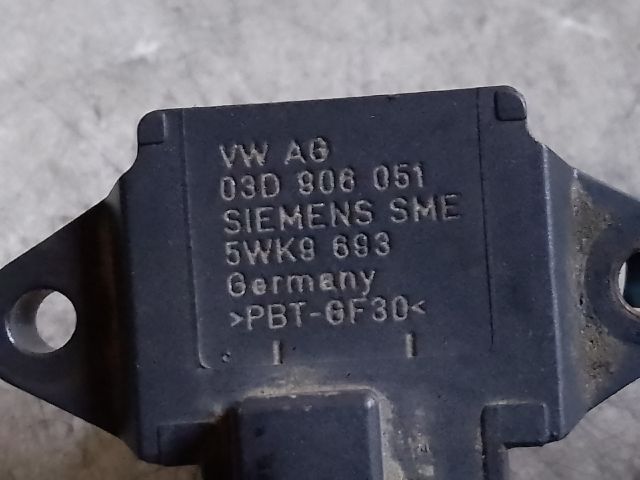 VW AG
03D 906 051
SIEMENS SME
5WK9 693
Germany
>PBT-GF30<